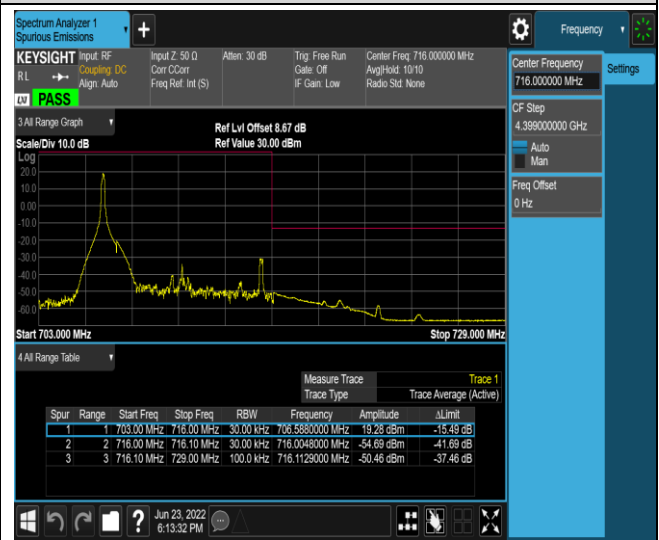 Spectrum Analyzer 1
Spurious Emissions
Frequency
KEYSIGHT Input: RF Input Z: 50 Ω Atten: 30 dB Trig: Free Run Center Freq: 716.000000 MHz
R L Coupling: DC Corr CCorr Gate: Off Avg|Hold: 10/10
Align: Auto Freq Ref: Int (S) IF Gain: Low Radio Std: None
LXI PASS
Center Frequency
716.000000 MHz
Settings
CF Step
4.399000000 GHz
Auto
Man
Freq Offset
0 Hz
3 All Range Graph
Ref Lvl Offset 8.67 dB
Scale/Div 10.0 dB Ref Value 30.00 dBm
Log
20.0
10.0
0.00
-10.0
-20.0
-30.0
-40.0
-50.0
-60.0
Start 703.000 MHz Stop 729.000 MHz
4 All Range Table
Measure Trace Trace 1
Trace Type Trace Average (Active)
Spur Range Start Freq Stop Freq RBW Frequency Amplitude ΔLimit
1 1 703.00 MHz 716.00 MHz 30.00 kHz 706.5880000 MHz 19.28 dBm -15.49 dB
2 2 716.00 MHz 716.10 MHz 30.00 kHz 716.0048000 MHz -54.69 dBm -41.69 dB
3 3 716.10 MHz 729.00 MHz 100.0 kHz 716.1129000 MHz -50.46 dBm -37.46 dB
Jun 23, 2022
6:13:32 PM